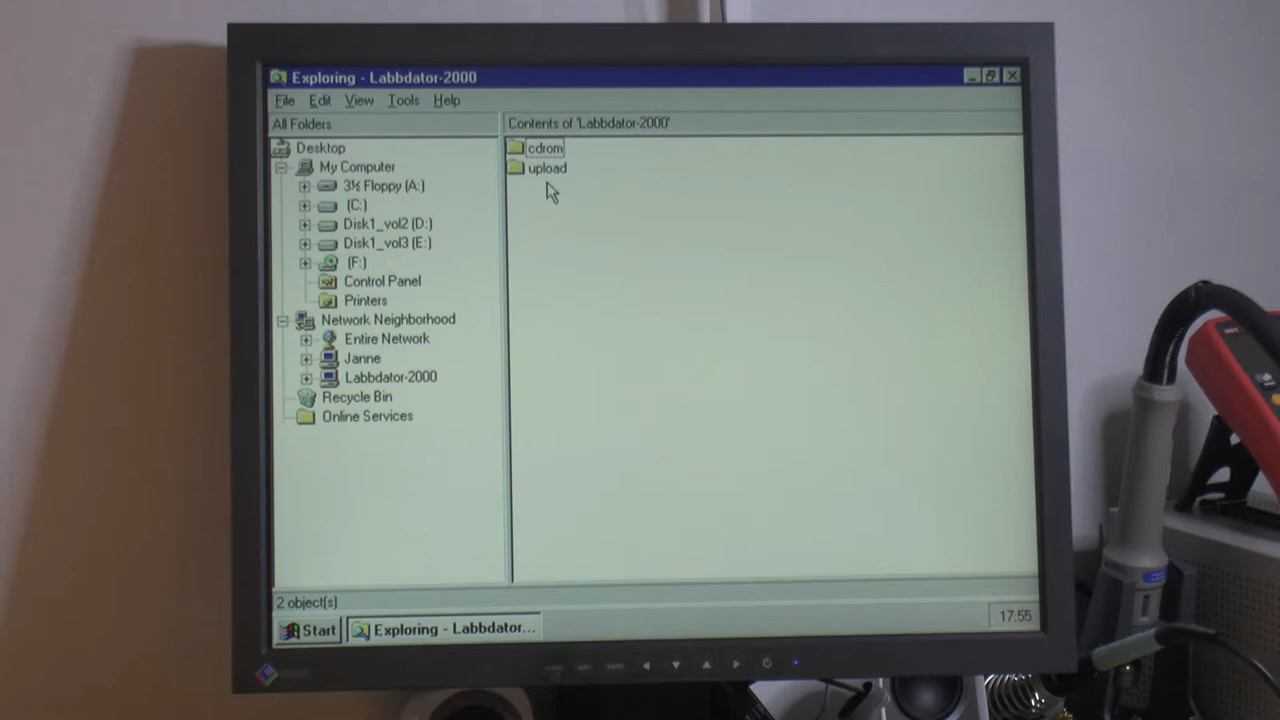 Exploring - Labbdator-2000
File Edit View Tools Help
All Folders
Contents of 'Labbdator-2000'
Desktop
My Computer
3½ Floppy (A:)
(C:)
Disk1_vol2 (D:)
Disk1_vol3 (E:)
(F:)
Control Panel
Printers
Network Neighborhood
Entire Network
Janne
Labbdator-2000
Recycle Bin
Online Services
cdrom
upload
2 object(s)
Start
Exploring - Labbdator...
17:55